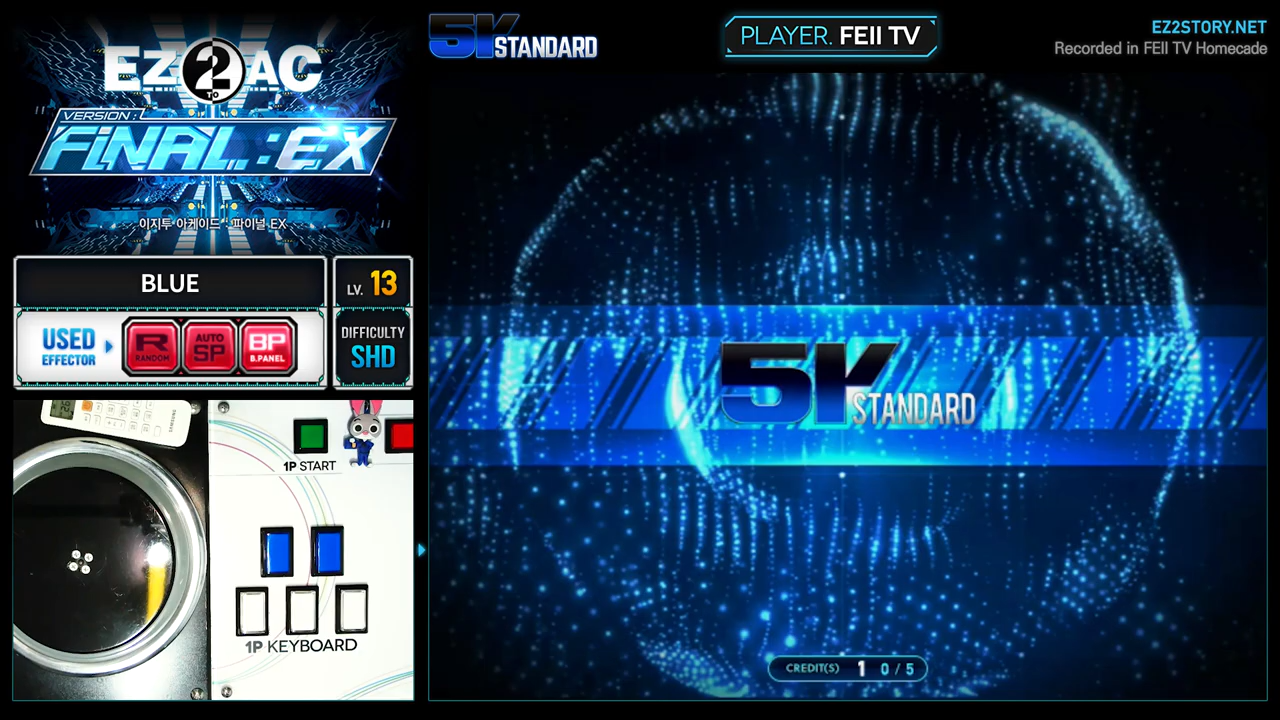 EZ2AC
TO
VERSION :
FiNAL :EX
이지투 아케이드 : 파이널 EX
BLUE
LV. 13
USED
EFFECTOR
R
RANDOM
AUTO
SP
BP
B.PANEL
DIFFICULTY
SHD
SAMSUNG
1P START
1P KEYBOARD
5K STANDARD
PLAYER. FEII TV
EZ2STORY.NET
Recorded in FEII TV Homecade
5K
STANDARD
CREDIT(S) 1 0 / 5